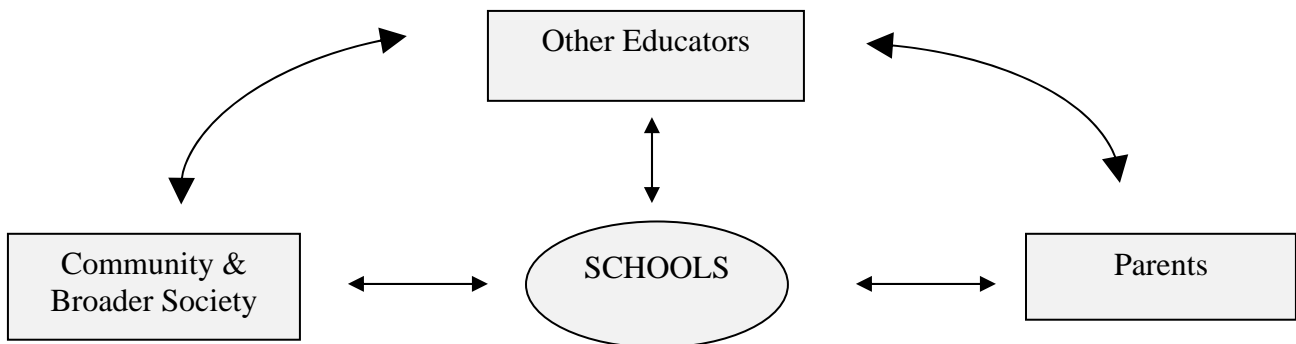 Other Educators
Community &
Broader Society
SCHOOLS
Parents